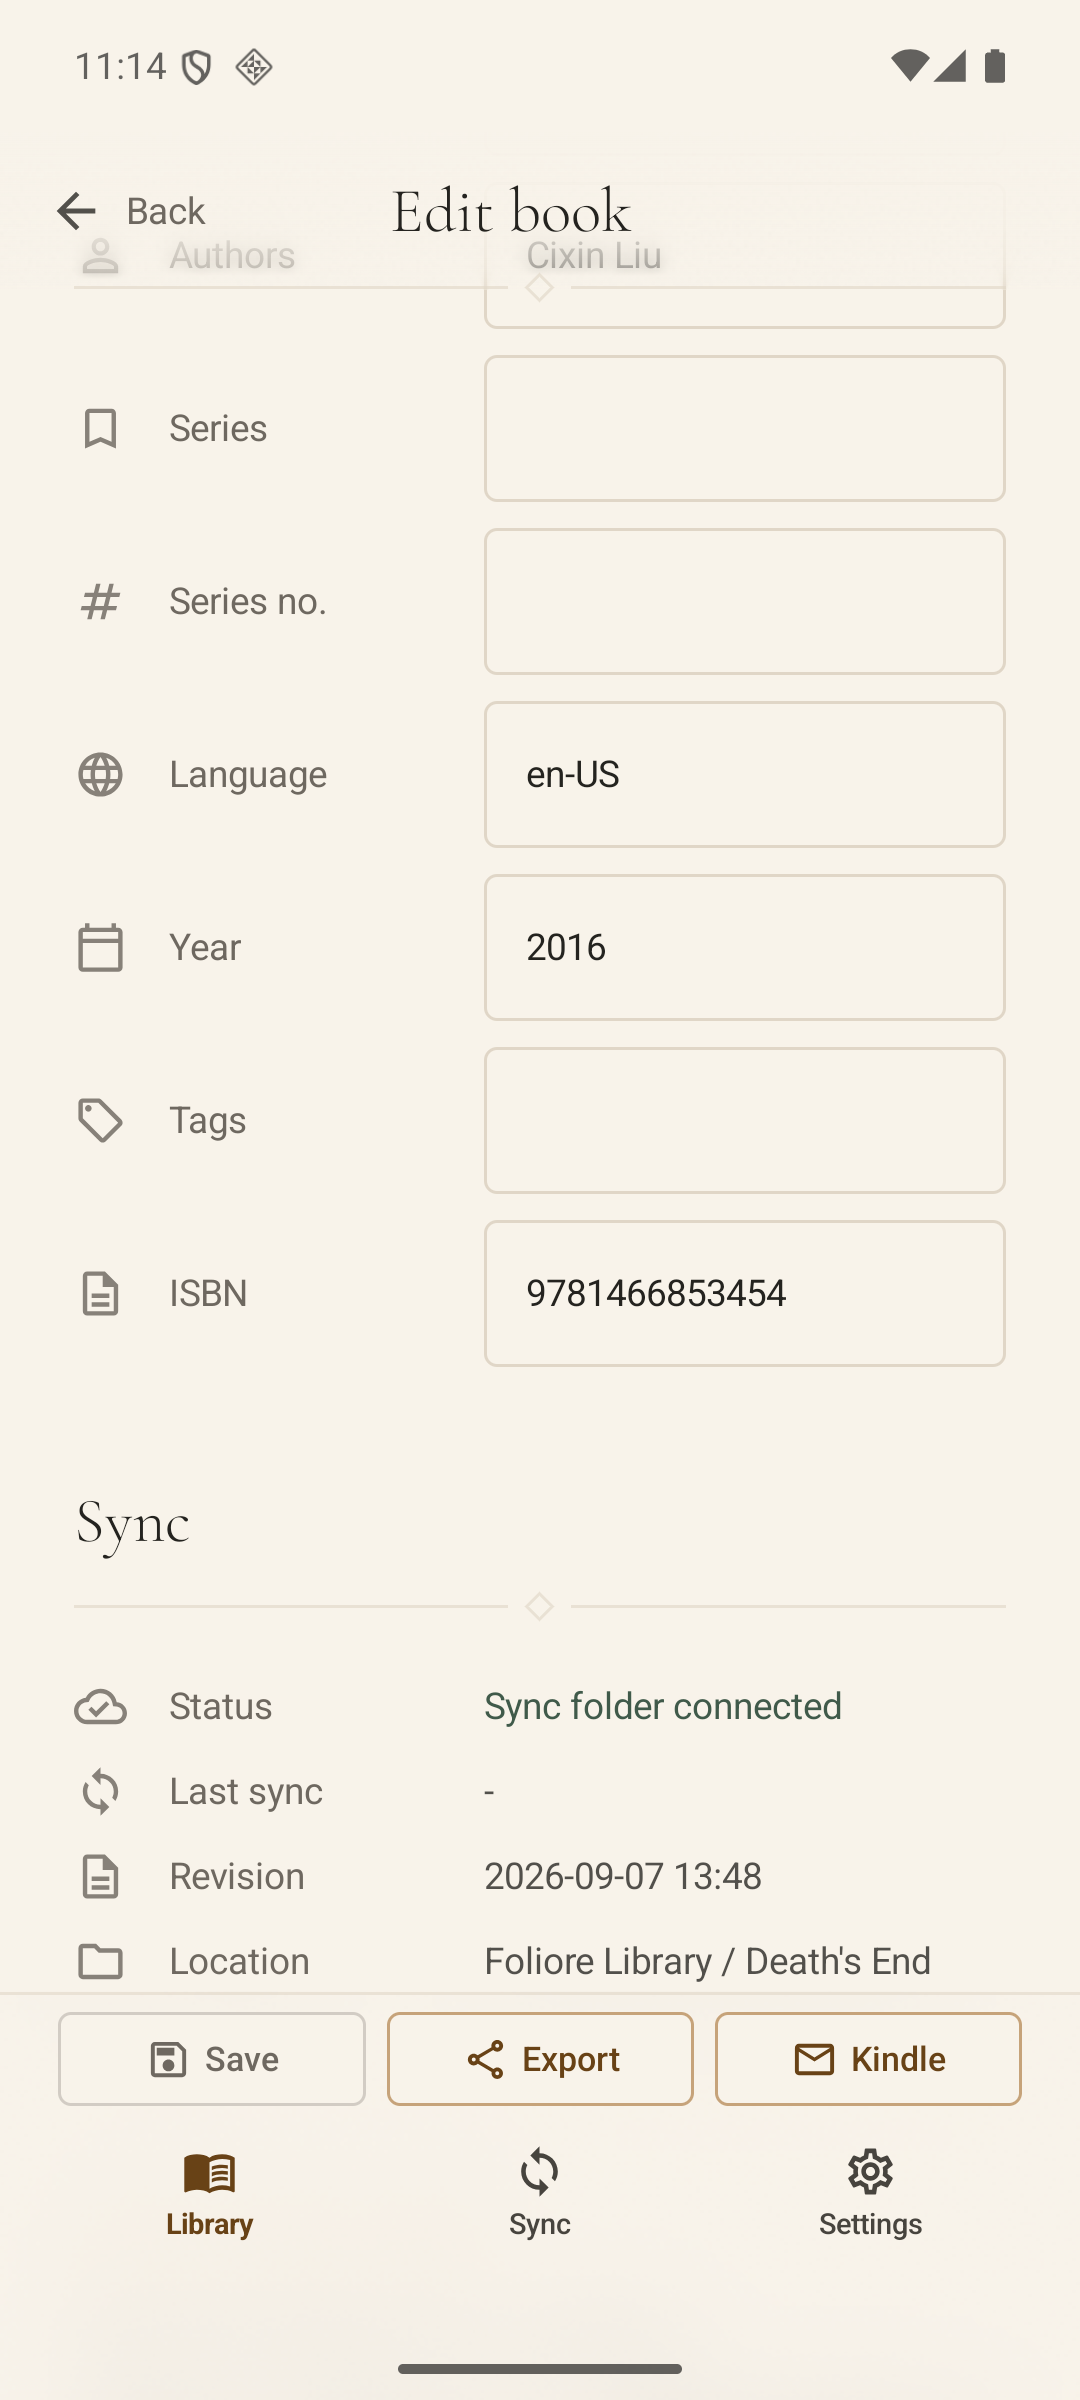 11:14
Back
Edit book
Authors
Cixin Liu
Series
Series no.
Language
en-US
Year
2016
Tags
ISBN
9781466853454
Sync
Status
Sync folder connected
Last sync
-
Revision
2026-09-07 13:48
Location
Foliore Library / Death's End
Save
Export
Kindle
Library
Sync
Settings